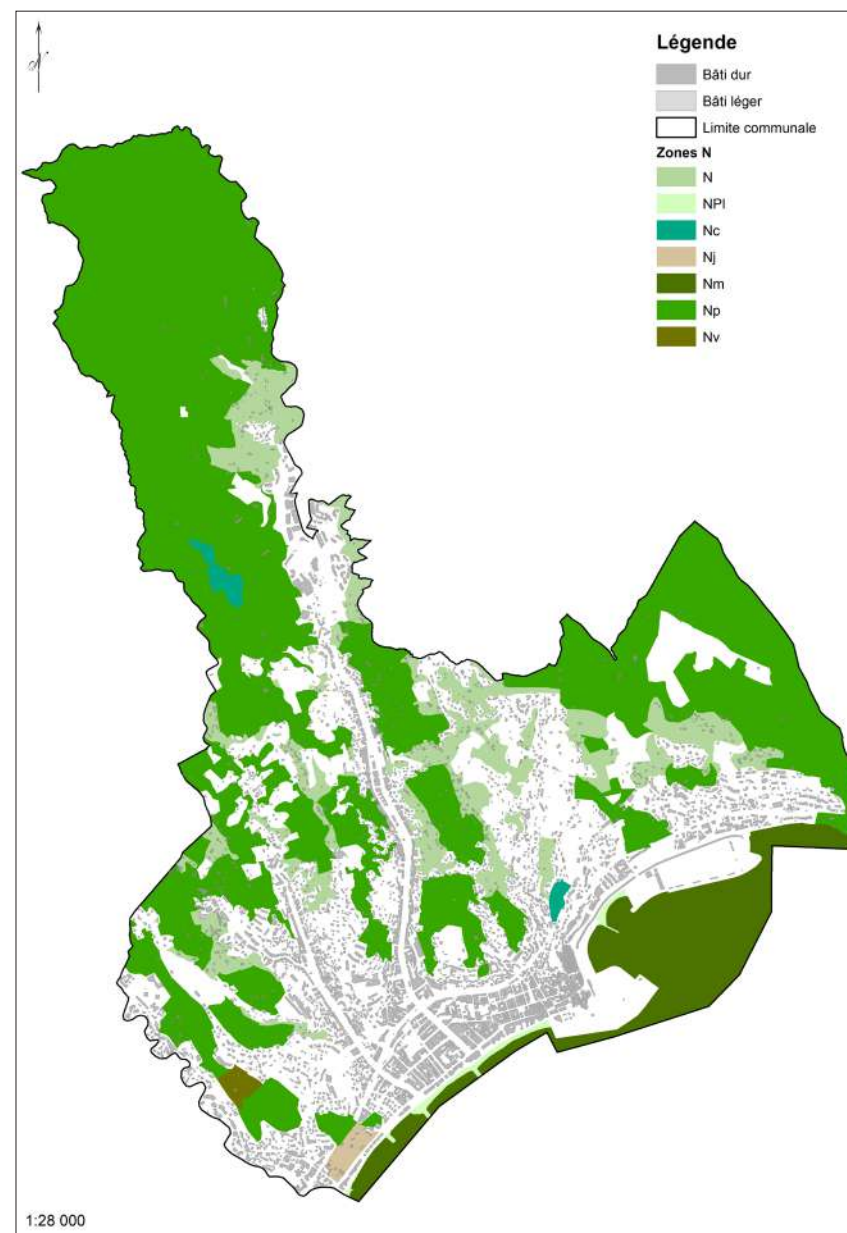 N
Légende
Bâti dur
Bâti léger
Limite communale
Zones N
N
NPl
Nc
Nj
Nm
Np
Nv
1:28 000